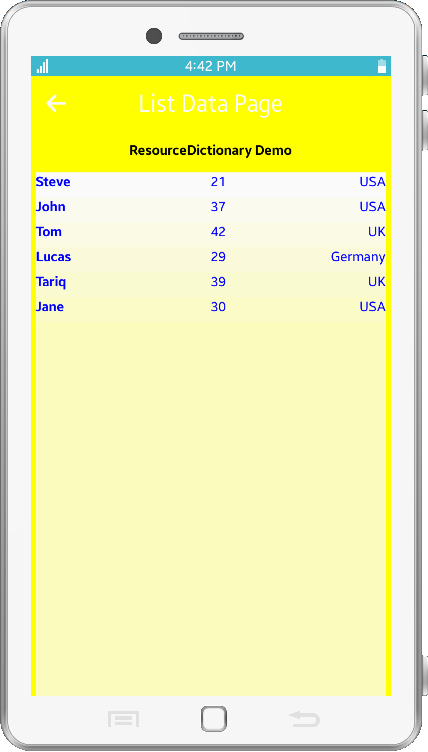 4:42 PM
List Data Page
ResourceDictionary Demo
Steve 21 USA
John 37 USA
Tom 42 UK
Lucas 29 Germany
Tariq 39 UK
Jane 30 USA